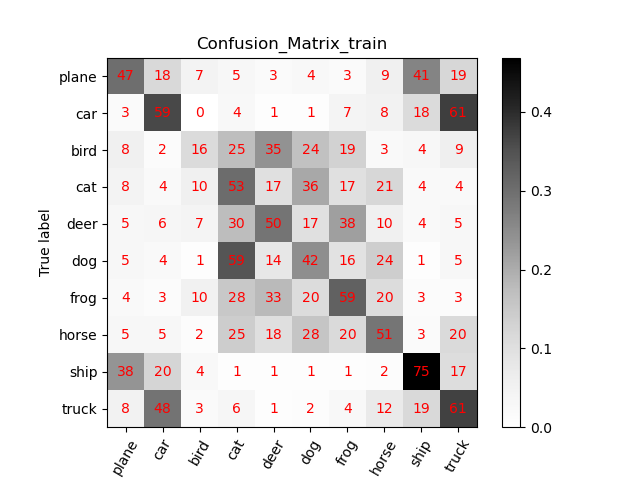 Confusion_Matrix_train
True label
plane 47 18 7 5 3 4 3 9 41 19
car 3 59 0 4 1 1 7 8 18 61
bird 8 2 16 25 35 24 19 3 4 9
cat 8 4 10 53 17 36 17 21 4 4
deer 5 6 7 30 50 17 38 10 4 5
dog 5 4 1 59 14 42 16 24 1 5
frog 4 3 10 28 33 20 59 20 3 3
horse 5 5 2 25 18 28 20 51 3 20
ship 38 20 4 1 1 1 1 2 75 17
truck 8 48 3 6 1 2 4 12 19 61
plane car bird cat deer dog frog horse ship truck
0.4
0.3
0.2
0.1
0.0